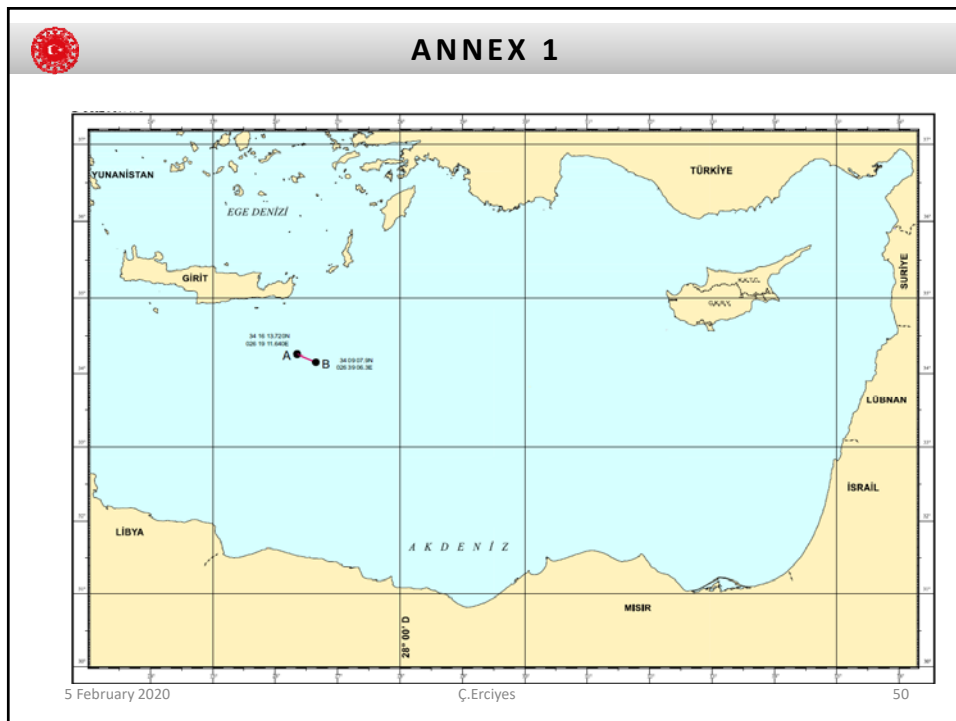 ANNEX 1
YUNANİSTAN
TÜRKİYE
EGE DENİZİ
SURİYE
GİRİT
K.K.T.C.
G.K.R.Y.
34 16 13.720N
026 19 11.640E
A
B
34 09 07.9N
026 39 06.3E
LÜBNAN
İSRAİL
LİBYA
AKDENİZ
MISIR
28° 00' D
5 February 2020
Ç.Erciyes
50